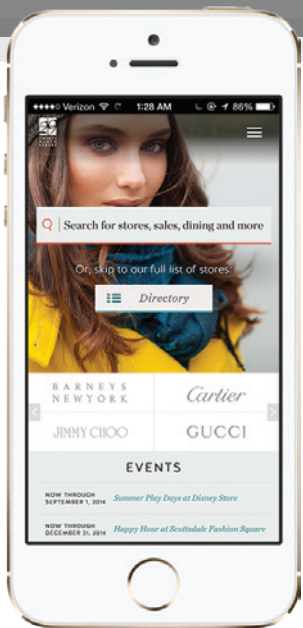 Verizon 1:28 AM 86%
Search for stores, sales, dining and more
Or, skip to our full list of stores:
Directory
BARNEYS
NEWYORK
Cartier
JIMMY CHOO
GUCCI
EVENTS
NOW THROUGH
SEPTEMBER 1, 2014
Summer Play Days at Disney Store
NOW THROUGH
DECEMBER 31, 2014
Happy Hour at Scottsdale Fashion Square